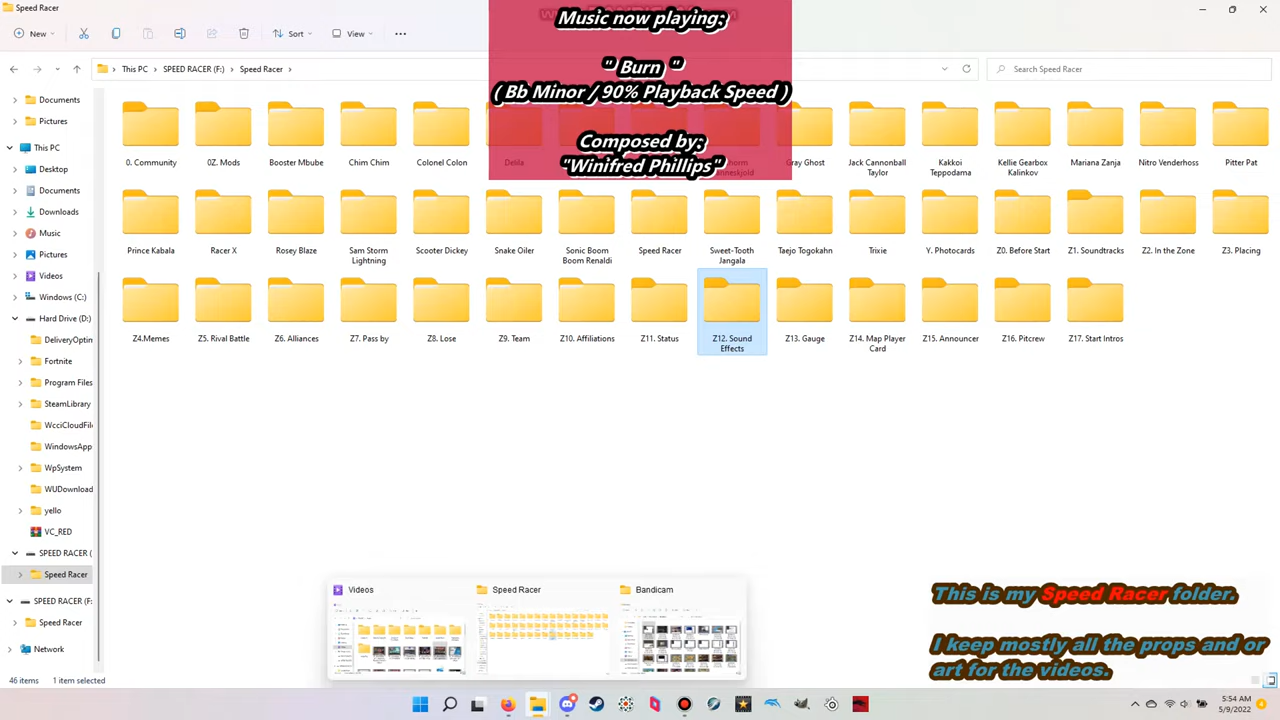 Speed Racer
Music now playing:
New
Sort
View
" Burn "
This PC > SPEED RACER (F:) > Speed Racer >
Search Speed Racer
( Bb Minor / 90% Playback Speed )
Composed by:
"Winifred Phillips"
Documents
Pictures
This PC
Desktop
Documents
Downloads
Music
Pictures
Videos
Windows (C:)
Hard Drive (D:)
DeliveryOptin
Fortnite
Program Files
SteamLibrary
WcciCloudFile
WindowsApp
WpSystem
WUDownload
yello
VC_RED
SPEED RACER (
Speed Racer
SPEED RACER (F:
Speed Racer
Network
0. Community
0Z. Mods
Booster Mbube
Chim Chim
Colonel Colon
Delila
Gray Ghost
Jack Cannonball
Taylor
Kakkoi
Teppodama
Kellie Gearbox
Kalinkov
Mariana Zanja
Nitro Venderhoss
Pitter Pat
Prince Kabala
Racer X
Rosey Blaze
Sam Storm
Lightning
Scooter Dickey
Snake Oiler
Sonic Boom
Boom Renaldi
Speed Racer
Sweet-Tooth
Jangala
Taejo Togokahn
Trixie
Y. Photocards
Z0. Before Start
Z1. Soundtracks
Z2. In the Zone
Z3. Placing
Z4.Memes
Z5. Rival Battle
Z6. Alliances
Z7. Pass by
Z8. Lose
Z9. Team
Z10. Affiliations
Z11. Status
Z12. Sound
Effects
Z13. Gauge
Z14. Map Player
Card
Z15. Announcer
Z16. Pitcrew
Z17. Start Intros
Videos
Speed Racer
Bandicam
This is my Speed Racer folder.
I keep mostly all the props and or
art for the videos.
46 items
1 item selected
5:54 AM
5/9/2022